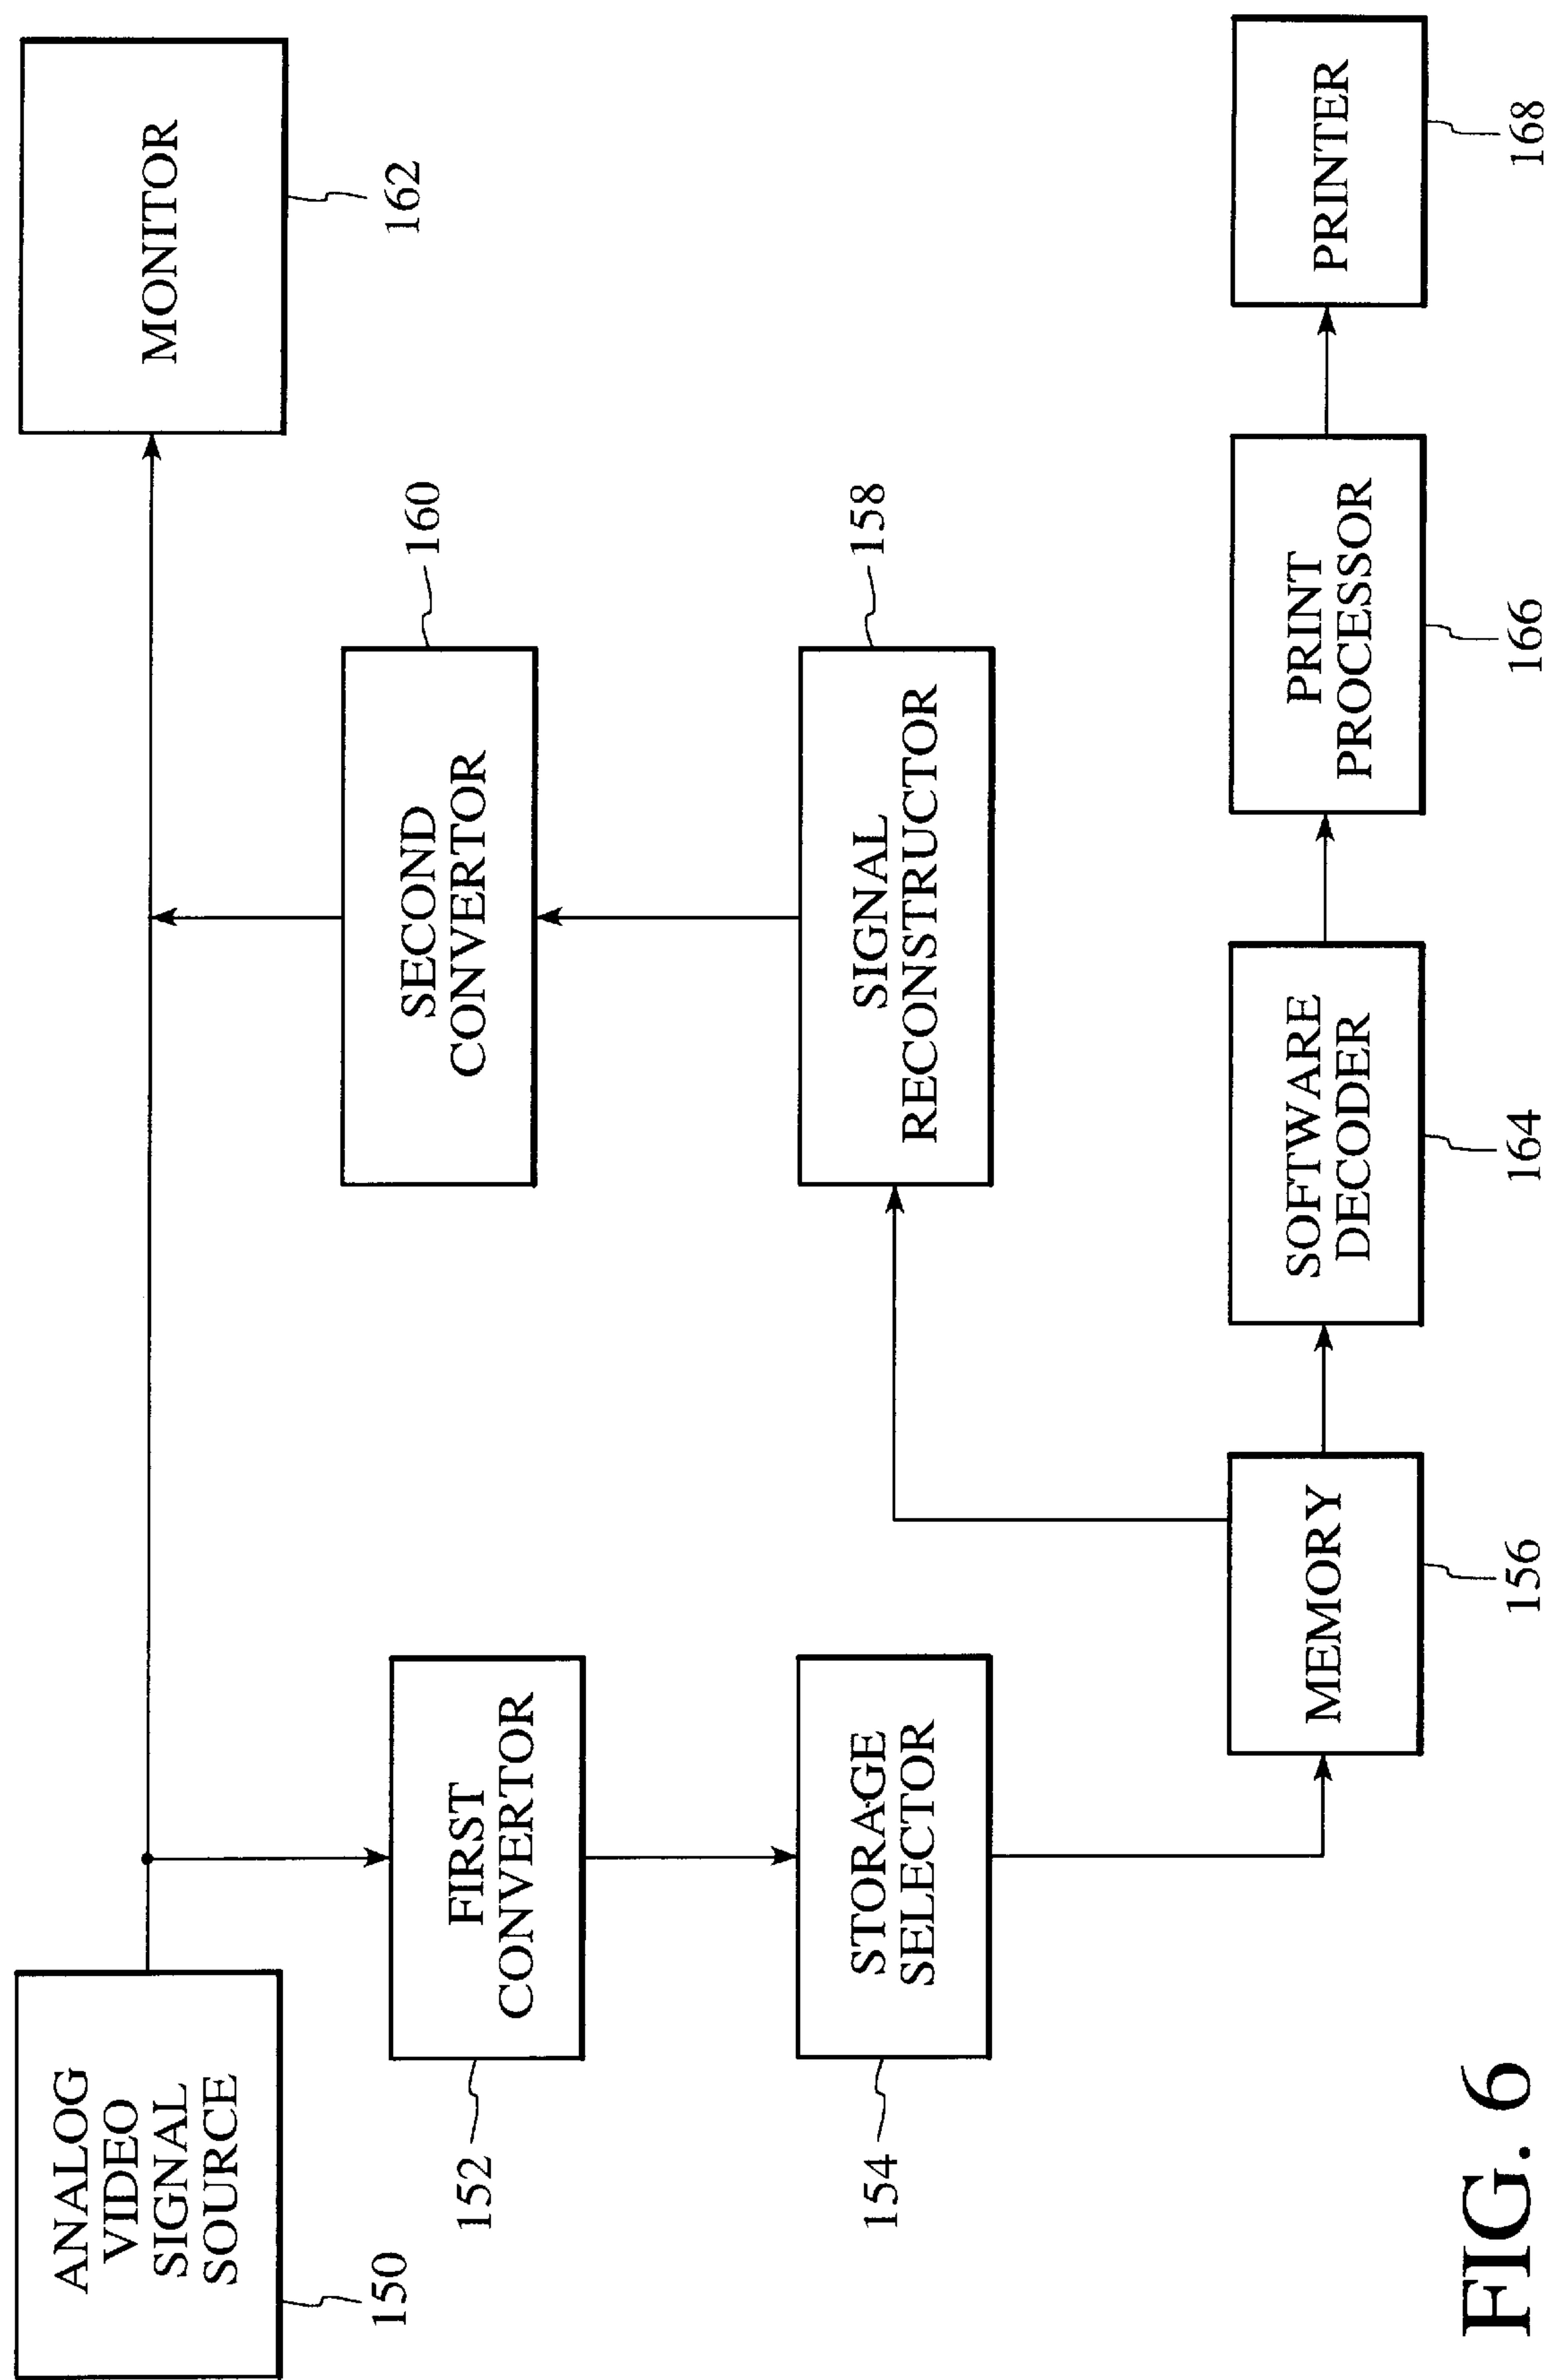 ANALOG
VIDEO
SIGNAL
SOURCE
150
MONITOR
162
FIRST
CONVERTOR
152
SECOND
CONVERTOR
160
STORAGE
SELECTOR
154
SIGNAL
RECONSTRUCTOR
158
MEMORY
156
SOFTWARE
DECODER
164
PRINT
PROCESSOR
166
PRINTER
168
FIG. 6